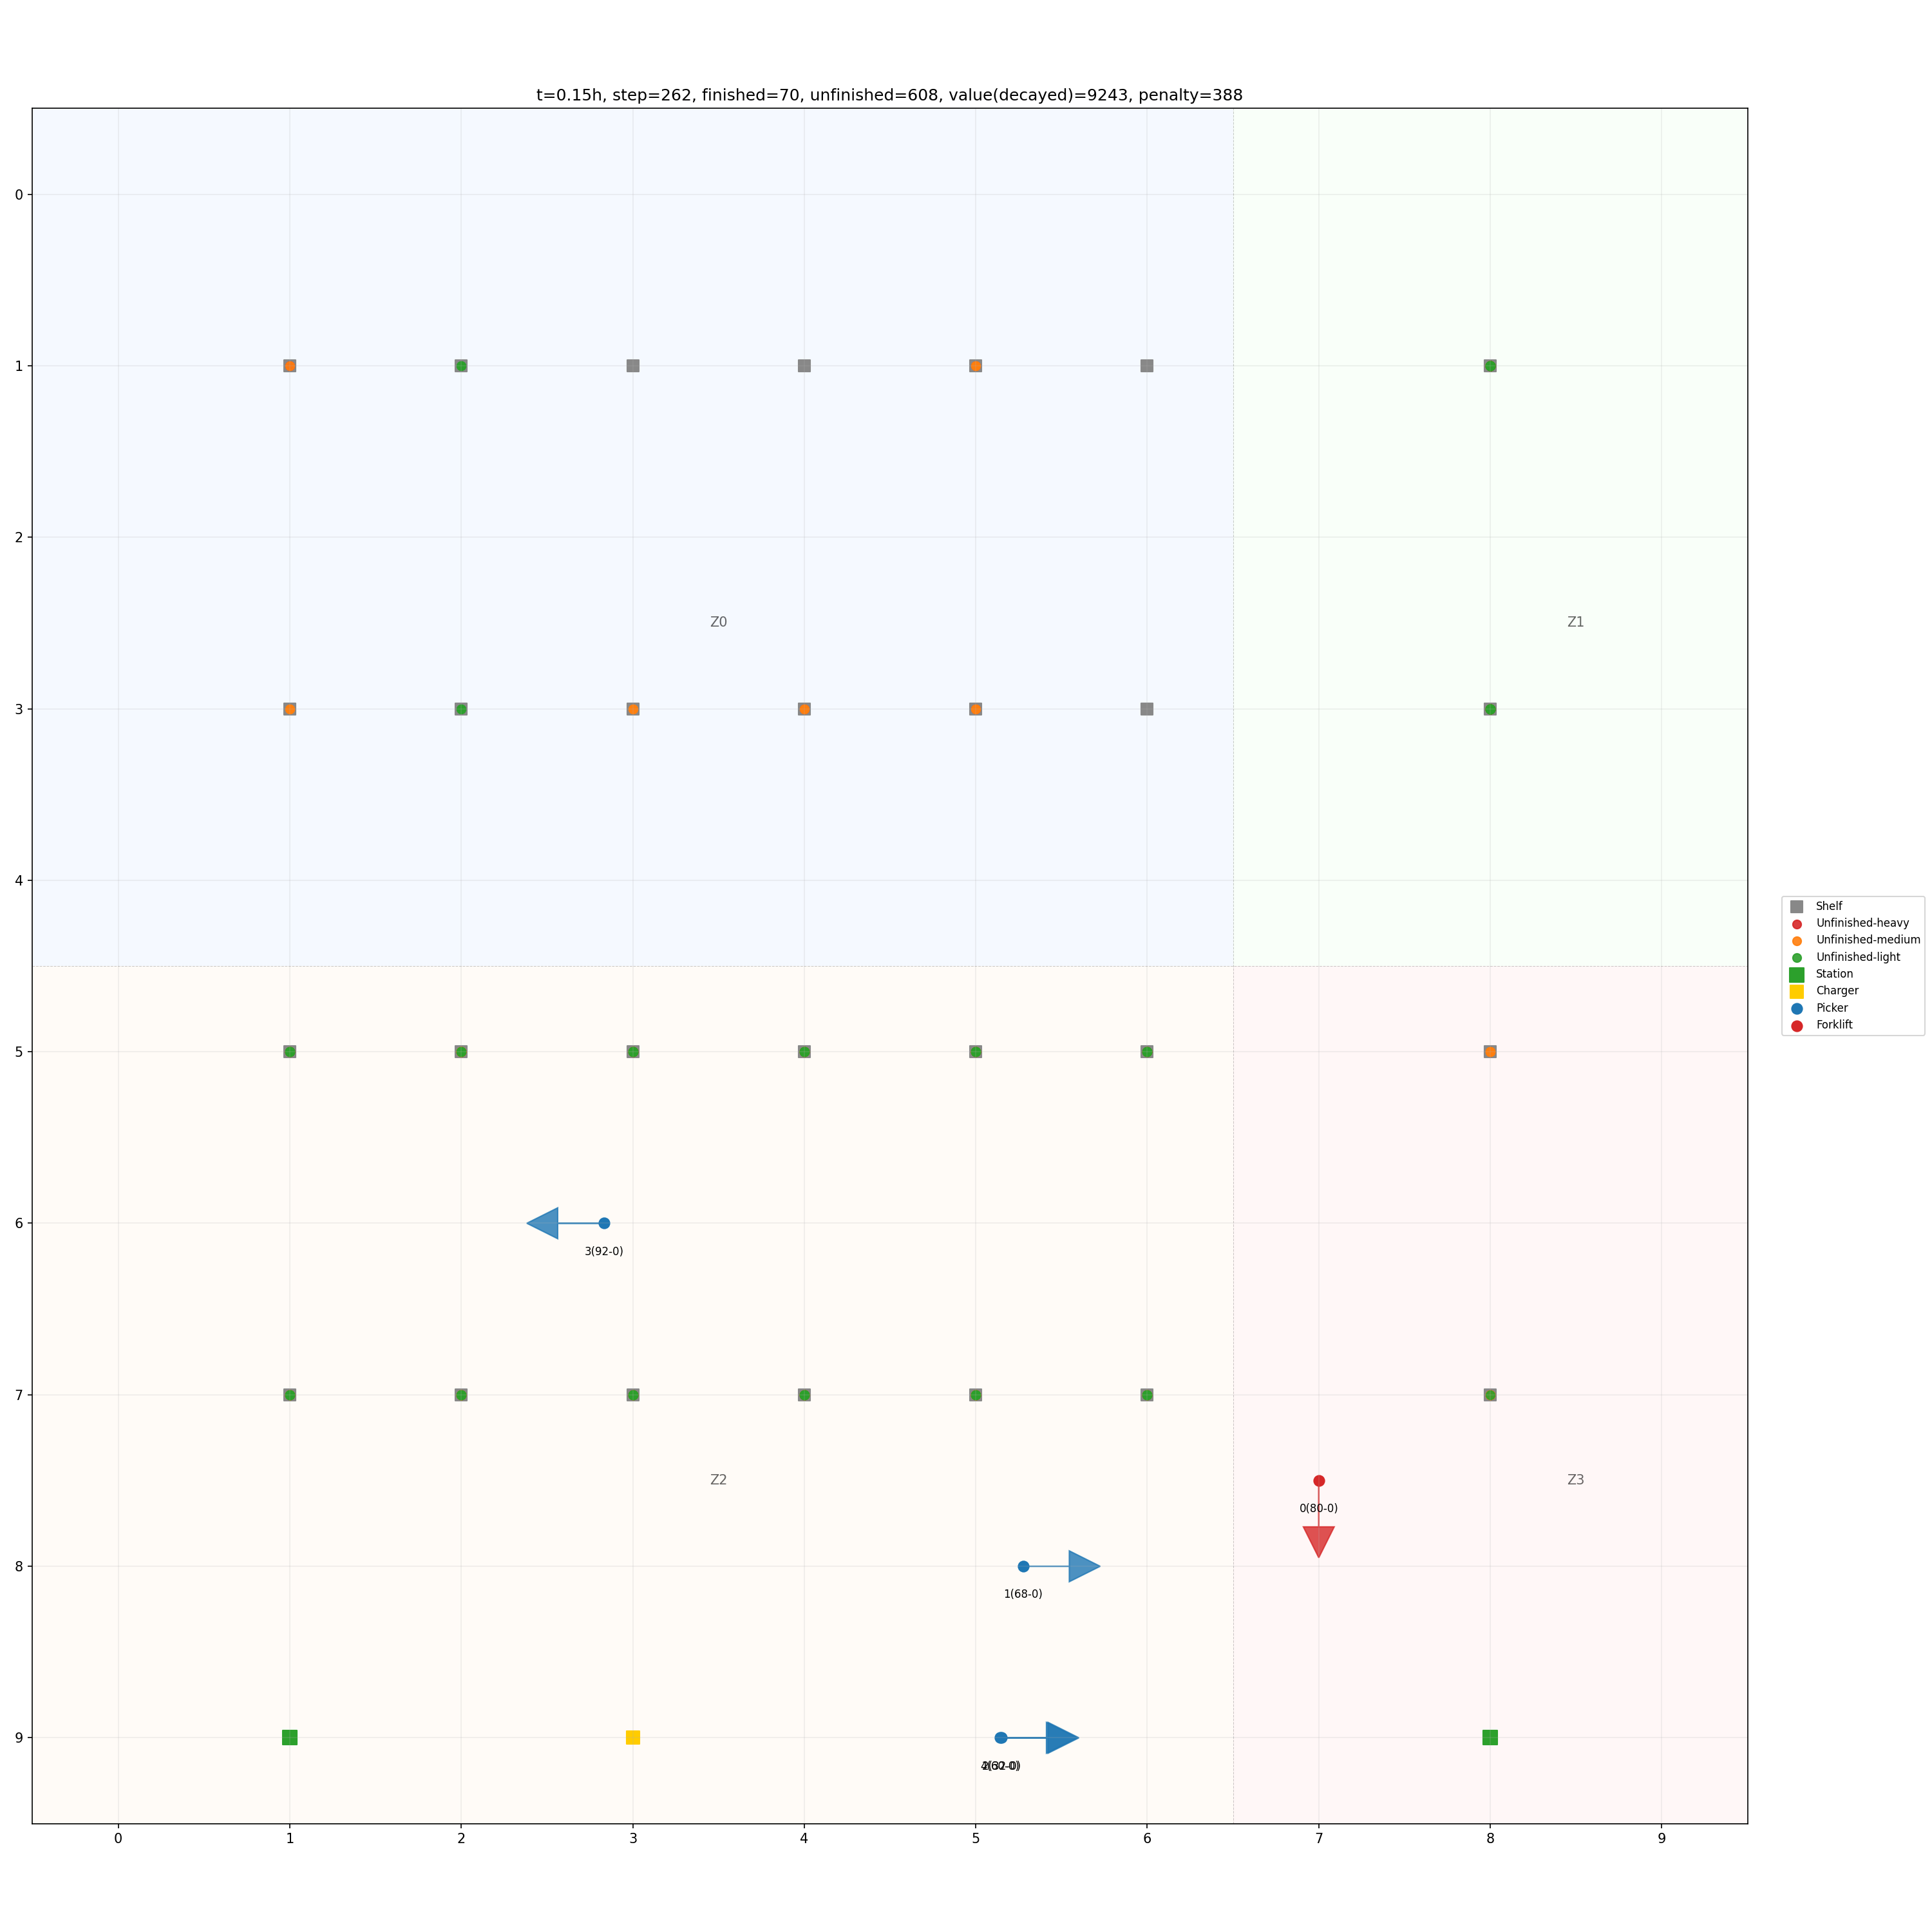 t=0.15h, step=262, finished=70, unfinished=608, value(decayed)=9243, penalty=388
0
1
2
Z0
Z1
3
4
Shelf
Unfinished-heavy
Unfinished-medium
Unfinished-light
Station
Charger
Picker
Forklift
5
6
3(92-0)
7
Z2
Z3
0(80-0)
8
1(68-0)
9
0
1
2
3
4
5
6
7
8
9